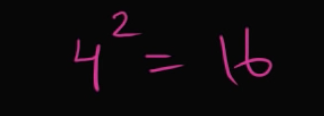 4² = 16